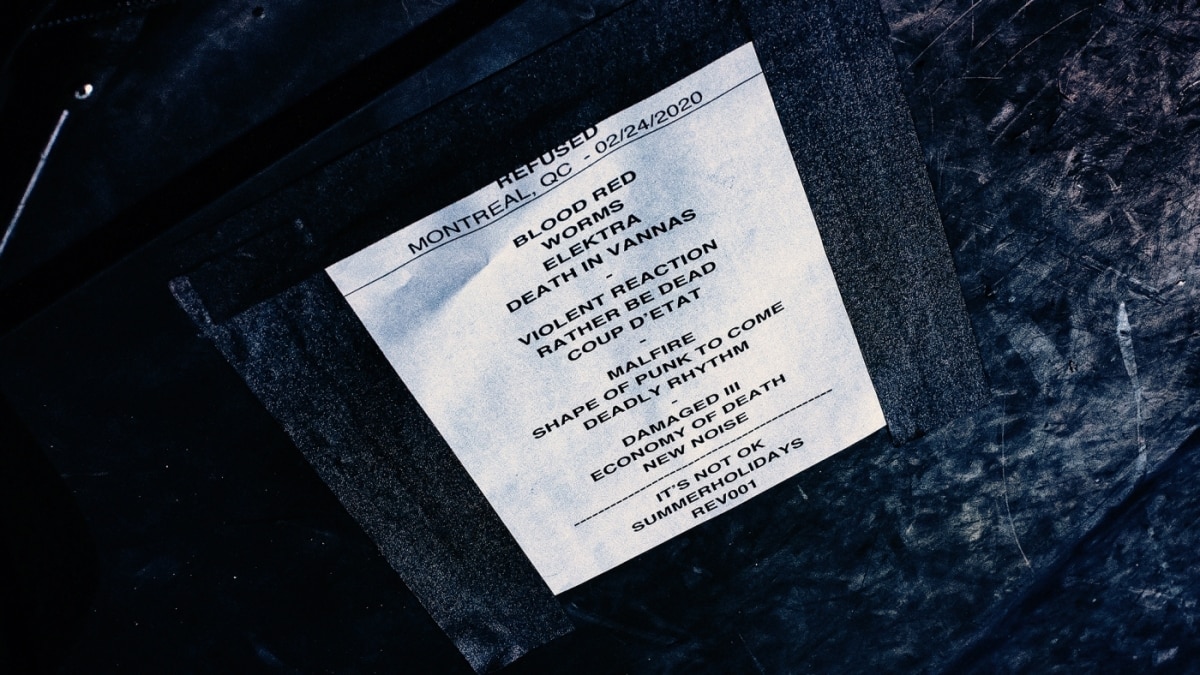 REFUSED
MONTREAL, QC - 02/24/2020
BLOOD RED
WORMS
ELEKTRA
DEATH IN VANNAS
-
VIOLENT REACTION
RATHER BE DEAD
COUP D'ETAT
-
MALFIRE
SHAPE OF PUNK TO COME
DEADLY RHYTHM
-
DAMAGED III
ECONOMY OF DEATH
NEW NOISE
--------------------------------------------------
IT'S NOT OK
SUMMERHOLIDAYS
REV001